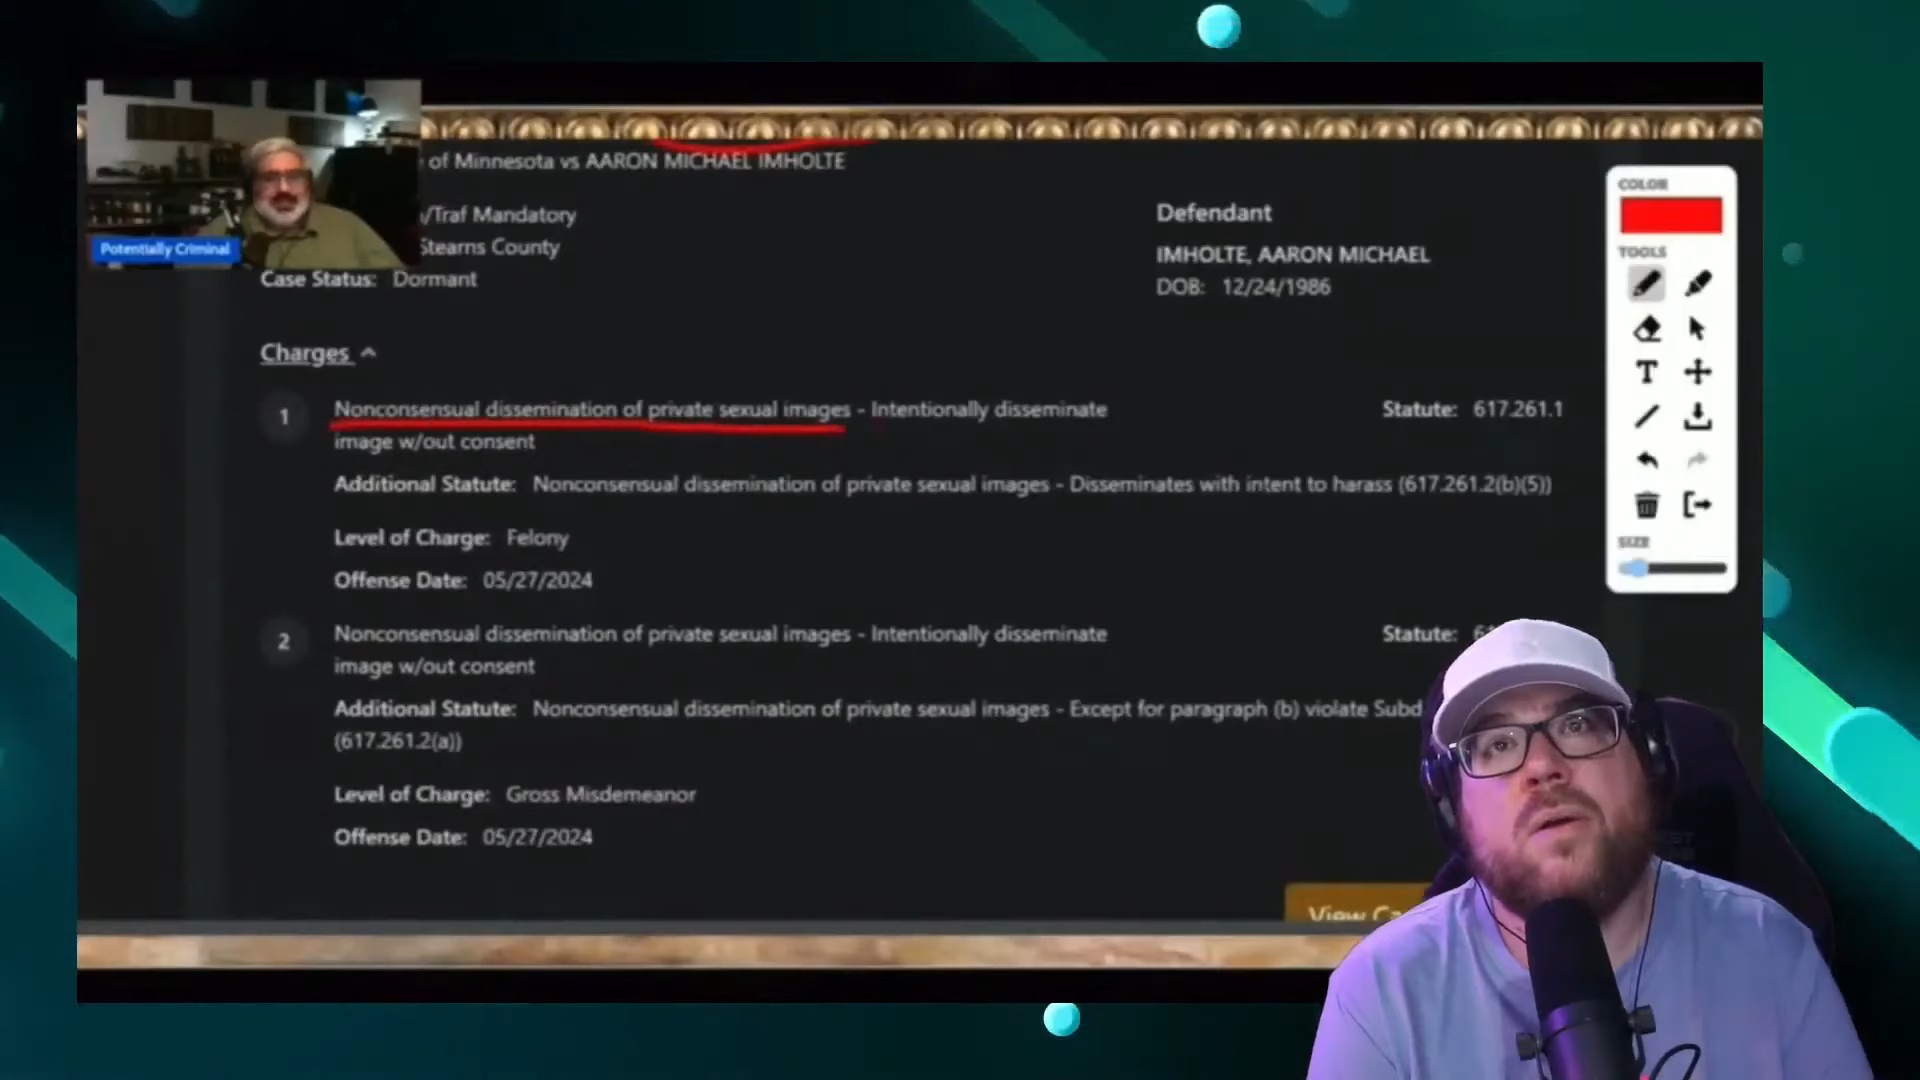 of Minnesota vs AARON MICHAEL IMHOLTE
/Traf Mandatory
Stearns County
Case Status: Dormant
Potentially Criminal
Defendant
IMHOLTE, AARON MICHAEL
DOB: 12/24/1986
Charges
1
Nonconsensual dissemination of private sexual images - Intentionally disseminate
image w/out consent
Statute: 617.261.1
Additional Statute: Nonconsensual dissemination of private sexual images - Disseminates with intent to harass (617.261.2(b)(5))
Level of Charge: Felony
Offense Date: 05/27/2024
2
Nonconsensual dissemination of private sexual images - Intentionally disseminate
image w/out consent
Statute:
Additional Statute: Nonconsensual dissemination of private sexual images - Except for paragraph (b) violate Subd
(617.261.2(a))
Level of Charge: Gross Misdemeanor
Offense Date: 05/27/2024
View Ca
COLOR
TOOLS
T
SIZE